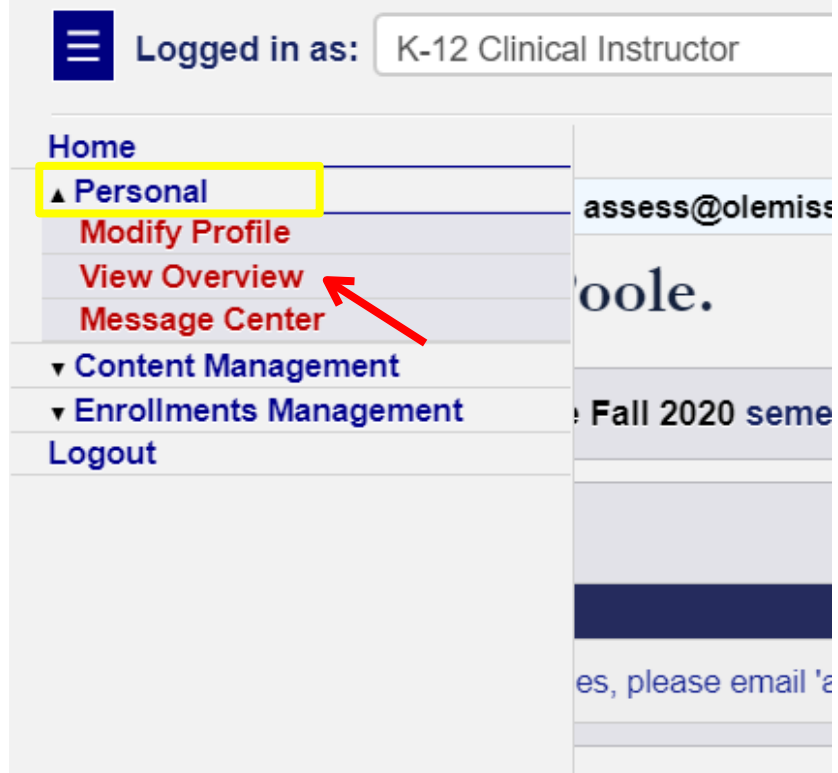 Logged in as: K-12 Clinical Instructor
Home
▲ Personal
Modify Profile
View Overview
Message Center
▼ Content Management
▼ Enrollments Management
Logout
assess@olemiss
oole.
Fall 2020 seme
es, please email 'a